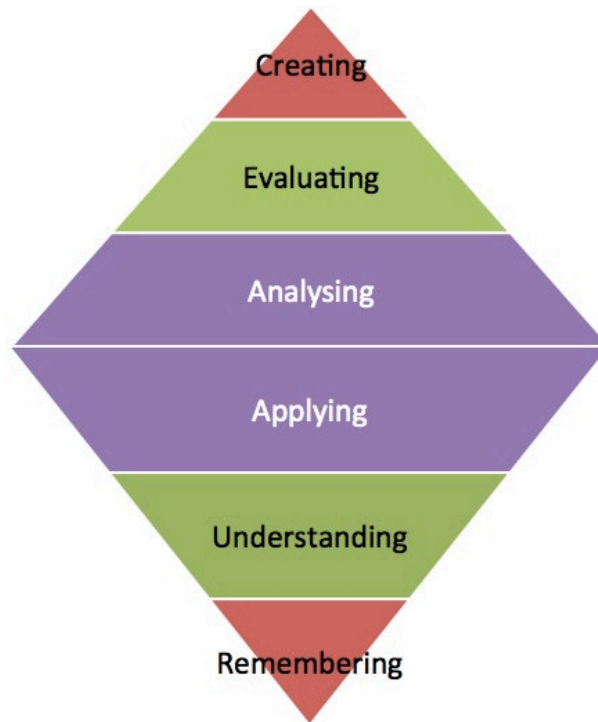 Creating
Evaluating
Analysing
Applying
Understanding
Remembering